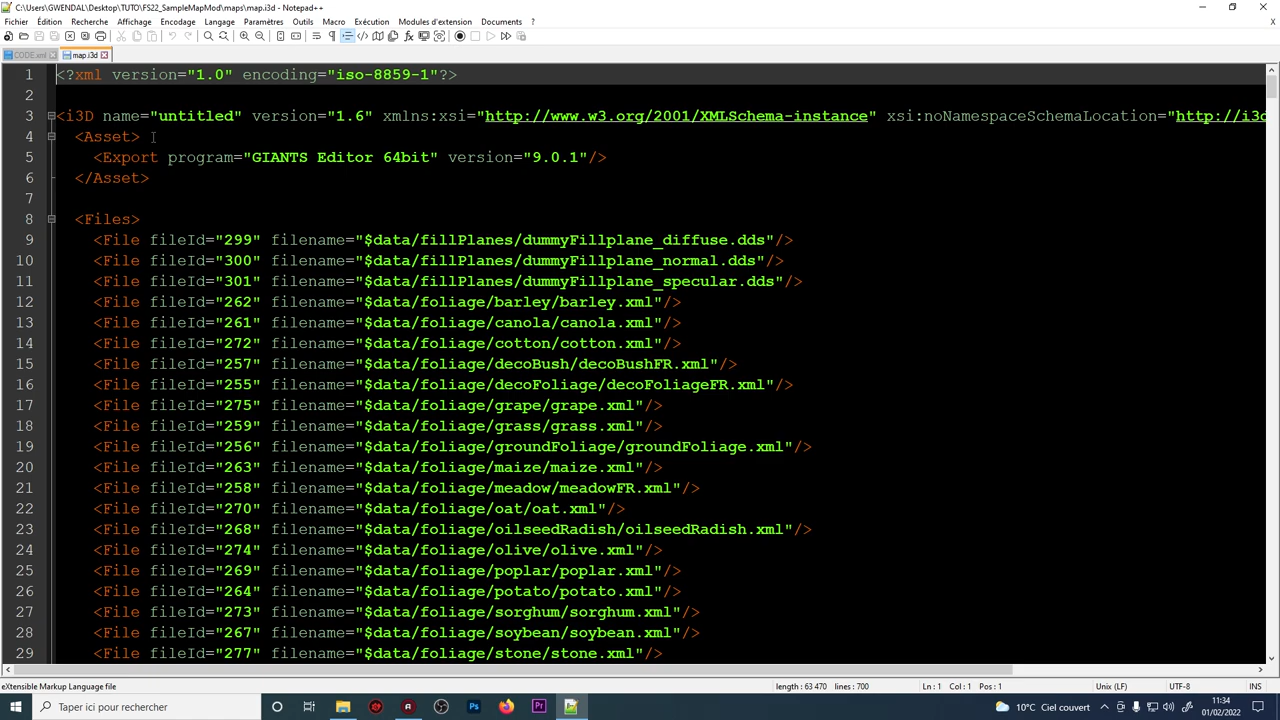 C:\Users\GWENDAL\Desktop\TUTO\FS22_SampleMapMod\maps\map.i3d - Notepad++
Fichier Édition Recherche Affichage Encodage Langage Paramètres Outils Macro Exécution Modules d'extension Documents ?
CODE.xml map.i3d
1 <?xml version="1.0" encoding="iso-8859-1"?>
2
3 <i3D name="untitled" version="1.6" xmlns:xsi="http://www.w3.org/2001/XMLSchema-instance" xsi:noNamespaceSchemaLocation="http://i3d
4 <Asset>
5 <Export program="GIANTS Editor 64bit" version="9.0.1"/>
6 </Asset>
7
8 <Files>
9 <File fileId="299" filename="$data/fillPlanes/dummyFillplane_diffuse.dds"/>
10 <File fileId="300" filename="$data/fillPlanes/dummyFillplane_normal.dds"/>
11 <File fileId="301" filename="$data/fillPlanes/dummyFillplane_specular.dds"/>
12 <File fileId="262" filename="$data/foliage/barley/barley.xml"/>
13 <File fileId="261" filename="$data/foliage/canola/canola.xml"/>
14 <File fileId="272" filename="$data/foliage/cotton/cotton.xml"/>
15 <File fileId="257" filename="$data/foliage/decoBush/decoBushFR.xml"/>
16 <File fileId="255" filename="$data/foliage/decoFoliage/decoFoliageFR.xml"/>
17 <File fileId="275" filename="$data/foliage/grape/grape.xml"/>
18 <File fileId="259" filename="$data/foliage/grass/grass.xml"/>
19 <File fileId="256" filename="$data/foliage/groundFoliage/groundFoliage.xml"/>
20 <File fileId="263" filename="$data/foliage/maize/maize.xml"/>
21 <File fileId="258" filename="$data/foliage/meadow/meadowFR.xml"/>
22 <File fileId="270" filename="$data/foliage/oat/oat.xml"/>
23 <File fileId="268" filename="$data/foliage/oilseedRadish/oilseedRadish.xml"/>
24 <File fileId="274" filename="$data/foliage/olive/olive.xml"/>
25 <File fileId="269" filename="$data/foliage/poplar/poplar.xml"/>
26 <File fileId="264" filename="$data/foliage/potato/potato.xml"/>
27 <File fileId="273" filename="$data/foliage/sorghum/sorghum.xml"/>
28 <File fileId="267" filename="$data/foliage/soybean/soybean.xml"/>
29 <File fileId="277" filename="$data/foliage/stone/stone.xml"/>
eXtensible Markup Language file length : 63 470 lines : 700 Ln : 1 Col : 1 Pos : 1 Unix (LF) UTF-8 INS
Taper ici pour rechercher 10°C Ciel couvert 11:34
01/02/2022